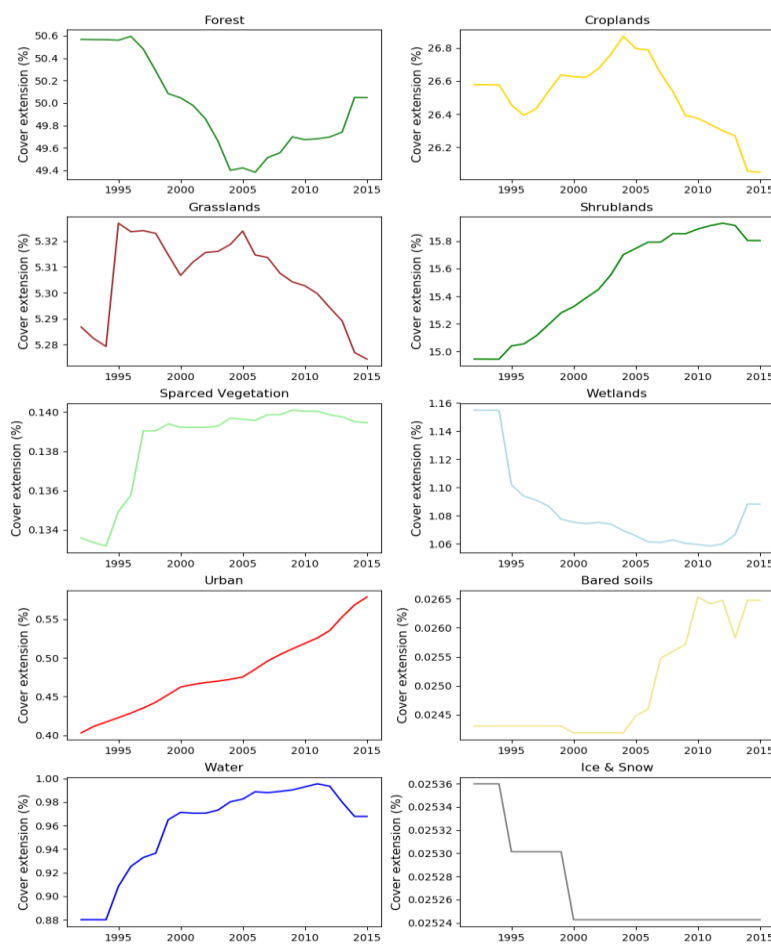 Forest
Cover extension (%)
50.6
50.4
50.2
50.0
49.8
49.6
49.4
1995 2000 2005 2010 2015
Croplands
Cover extension (%)
26.8
26.6
26.4
26.2
1995 2000 2005 2010 2015
Grasslands
Cover extension (%)
5.32
5.31
5.30
5.29
5.28
1995 2000 2005 2010 2015
Shrublands
Cover extension (%)
15.8
15.6
15.4
15.2
15.0
1995 2000 2005 2010 2015
Sparced Vegetation
Cover extension (%)
0.140
0.138
0.136
0.134
1995 2000 2005 2010 2015
Wetlands
Cover extension (%)
1.16
1.14
1.12
1.10
1.08
1.06
1995 2000 2005 2010 2015
Urban
Cover extension (%)
0.55
0.50
0.45
0.40
1995 2000 2005 2010 2015
Bared soils
Cover extension (%)
0.0265
0.0260
0.0255
0.0250
0.0245
1995 2000 2005 2010 2015
Water
Cover extension (%)
1.00
0.98
0.96
0.94
0.92
0.90
0.88
1995 2000 2005 2010 2015
Ice & Snow
Cover extension (%)
0.02536
0.02534
0.02532
0.02530
0.02528
0.02526
0.02524
1995 2000 2005 2010 2015